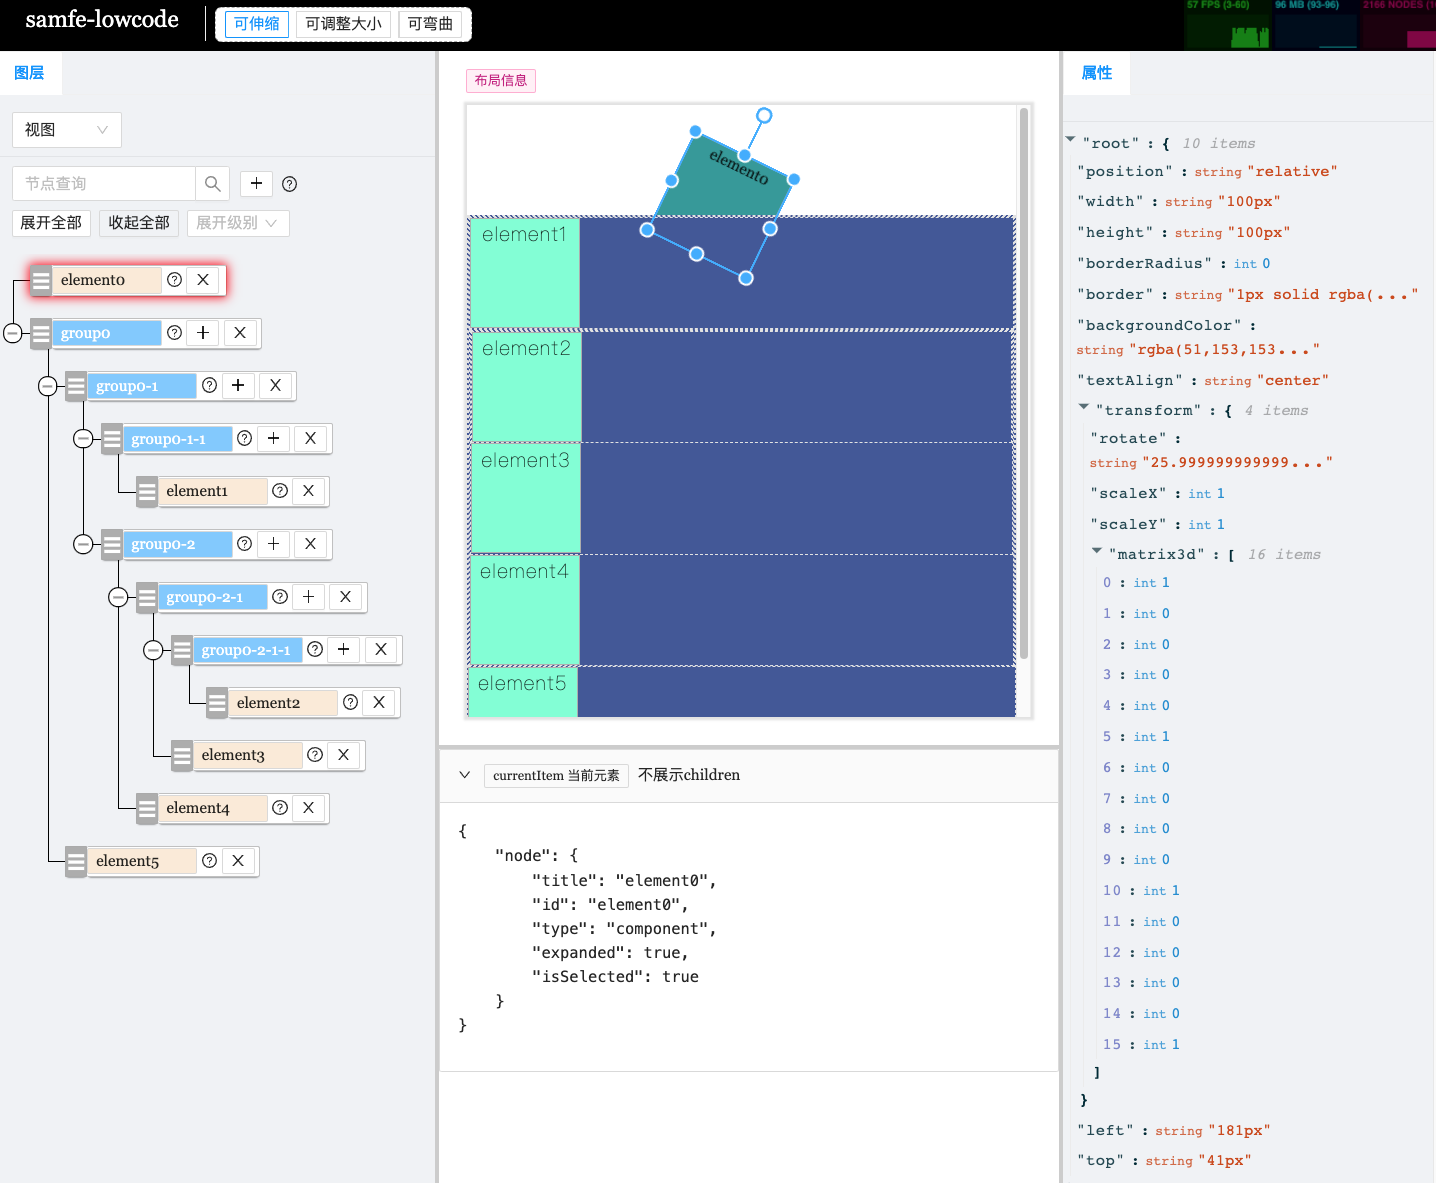 samfe-lowcode
可伸缩
可调整大小
可弯曲
57 FPS (3-60)
96 MB (93-96)
图层
视图
节点查询
展开全部
收起全部
展开级别
element0
group0
group0-1
group0-1-1
element1
group0-2
group0-2-1
group0-2-1-1
element2
element3
element4
element5
布局信息
element0
element1
element2
element3
element4
element5
currentItem 当前元素
不展示children
{
"node": {
"title": "element0",
"id": "element0",
"type": "component",
"expanded": true,
"isSelected": true
}
}
属性
"root" : { 10 items
"position" : string "relative"
"width" : string "100px"
"height" : string "100px"
"borderRadius" : int 0
"border" : string "1px solid rgba(..."
"backgroundColor" :
string "rgba(51,153,153..."
"textAlign" : string "center"
"transform" : { 4 items
"rotate" :
string "25.999999999999..."
"scaleX" : int 1
"scaleY" : int 1
"matrix3d" : [ 16 items
0 : int 1
1 : int 0
2 : int 0
3 : int 0
4 : int 0
5 : int 1
6 : int 0
7 : int 0
8 : int 0
9 : int 0
10 : int 1
11 : int 0
12 : int 0
13 : int 0
14 : int 0
15 : int 1
]
}
"left" : string "181px"
"top" : string "41px"